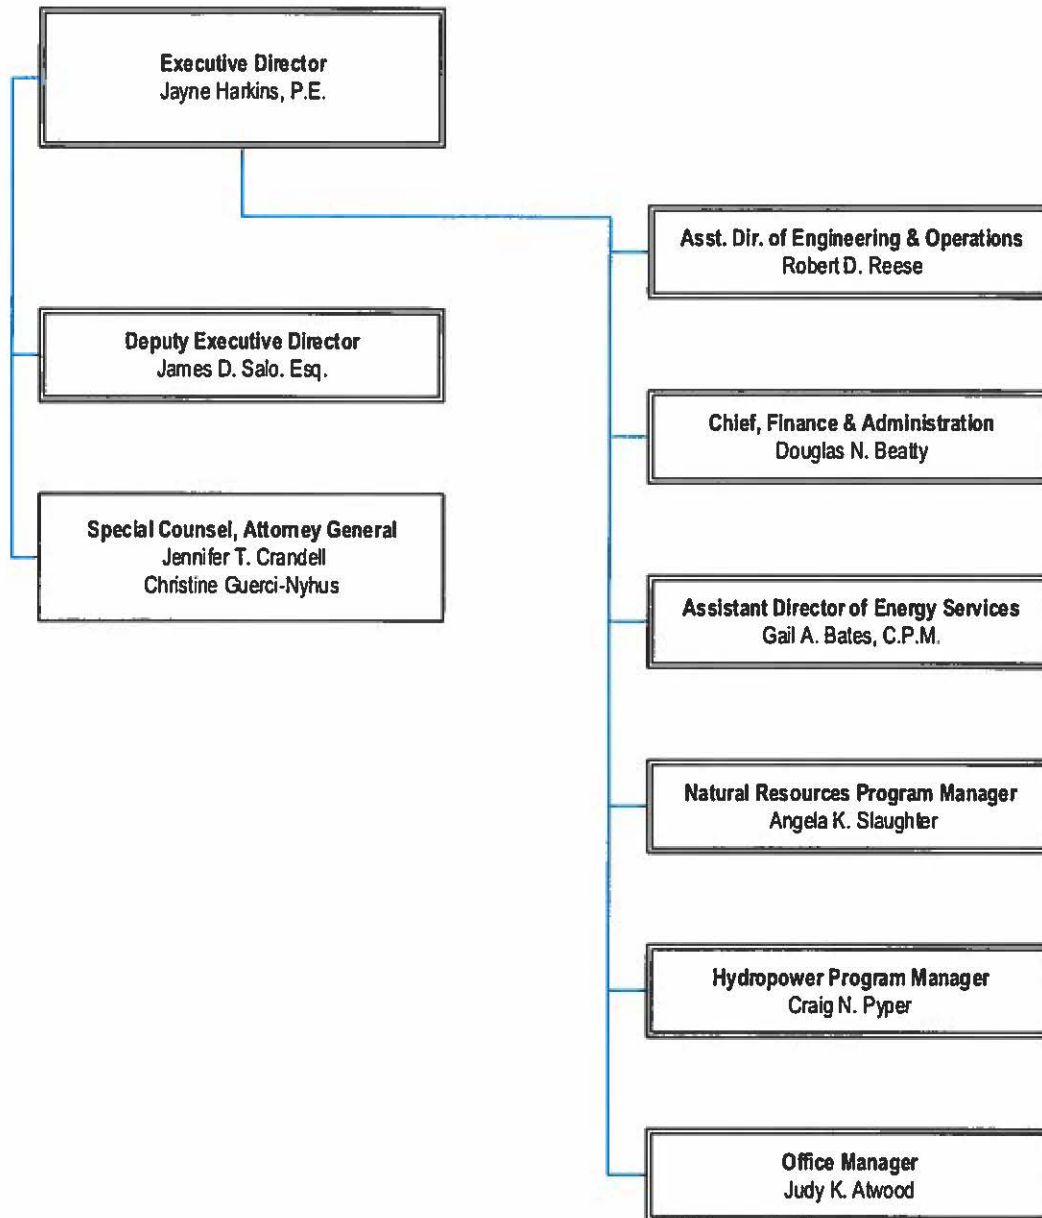 Executive Director
Jayne Harkins, P.E.
Asst. Dir. of Engineering & Operations
Robert D. Reese
Deputy Executive Director
James D. Salo. Esq.
Chief, Finance & Administration
Douglas N. Beatty
Special Counsel, Attorney General
Jennifer T. Crandell
Christine Guerci-Nyhus
Assistant Director of Energy Services
Gail A. Bates, C.P.M.
Natural Resources Program Manager
Angela K. Slaughter
Hydropower Program Manager
Craig N. Pyper
Office Manager
Judy K. Atwood